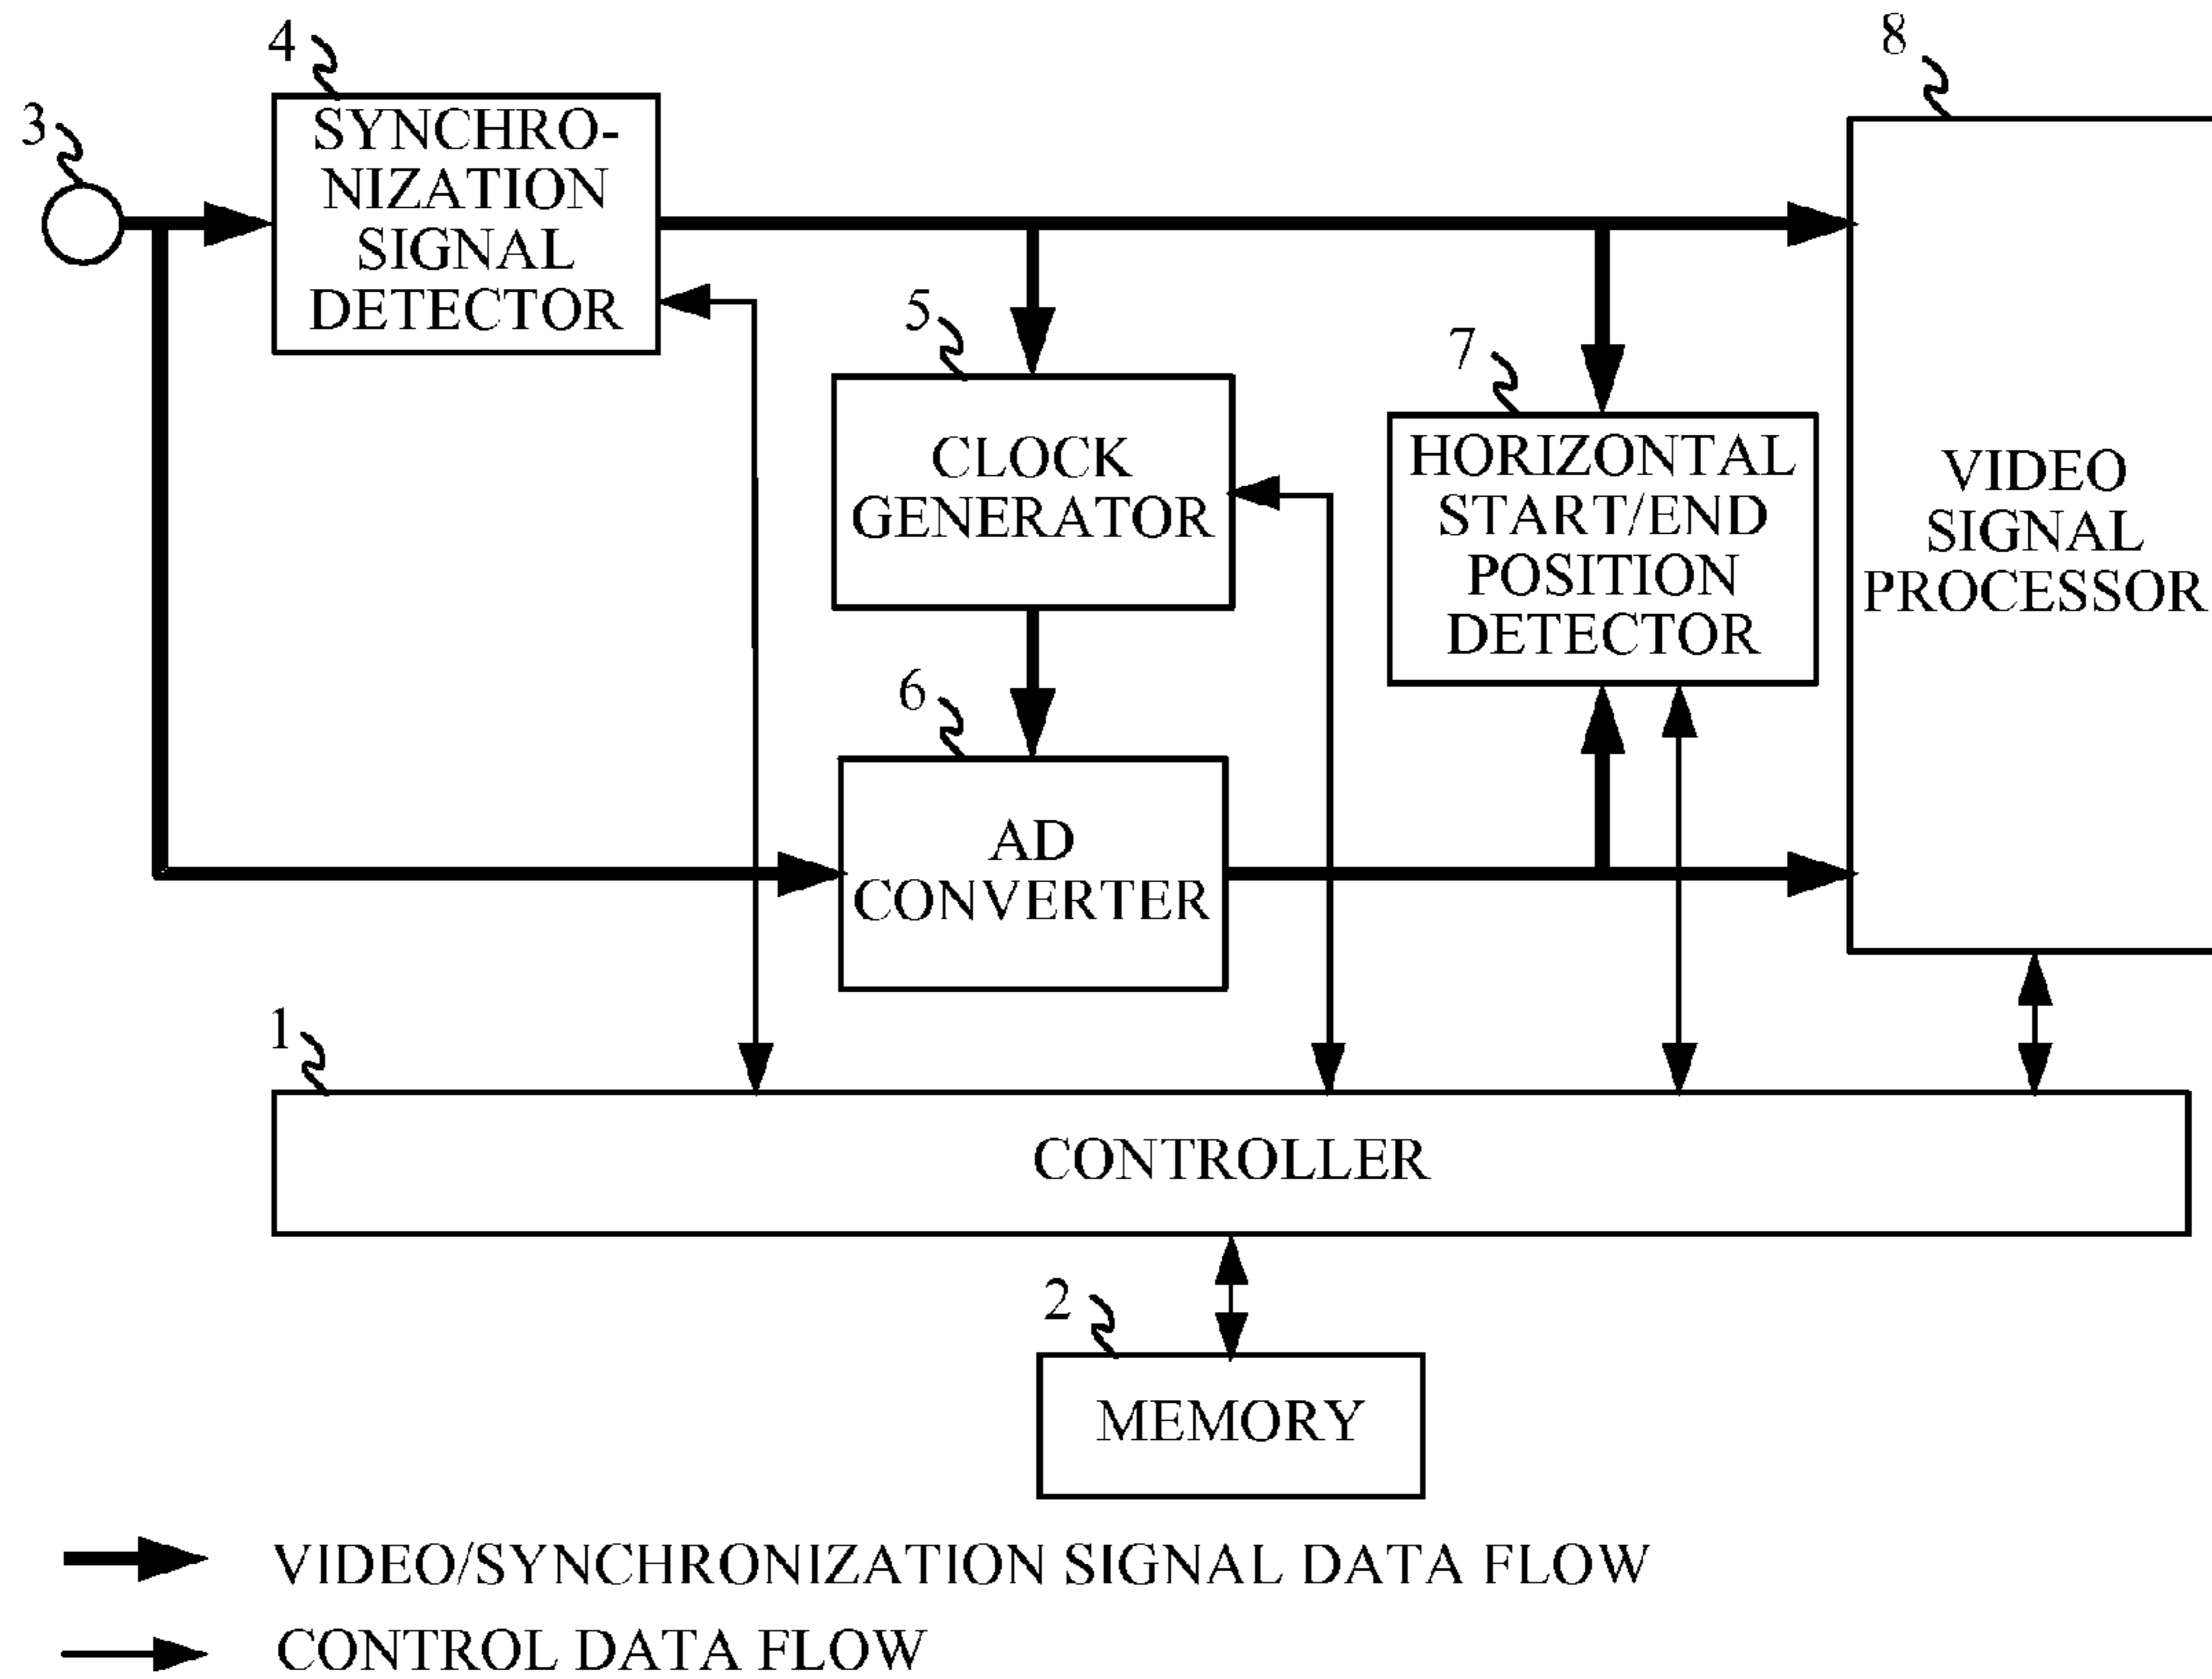 4
SYNCHRO-
NIZATION
SIGNAL
DETECTOR
3
8
VIDEO
SIGNAL
PROCESSOR
5
CLOCK
GENERATOR
7
HORIZONTAL
START/END
POSITION
DETECTOR
6
AD
CONVERTER
1
CONTROLLER
2
MEMORY
VIDEO/SYNCHRONIZATION SIGNAL DATA FLOW
CONTROL DATA FLOW